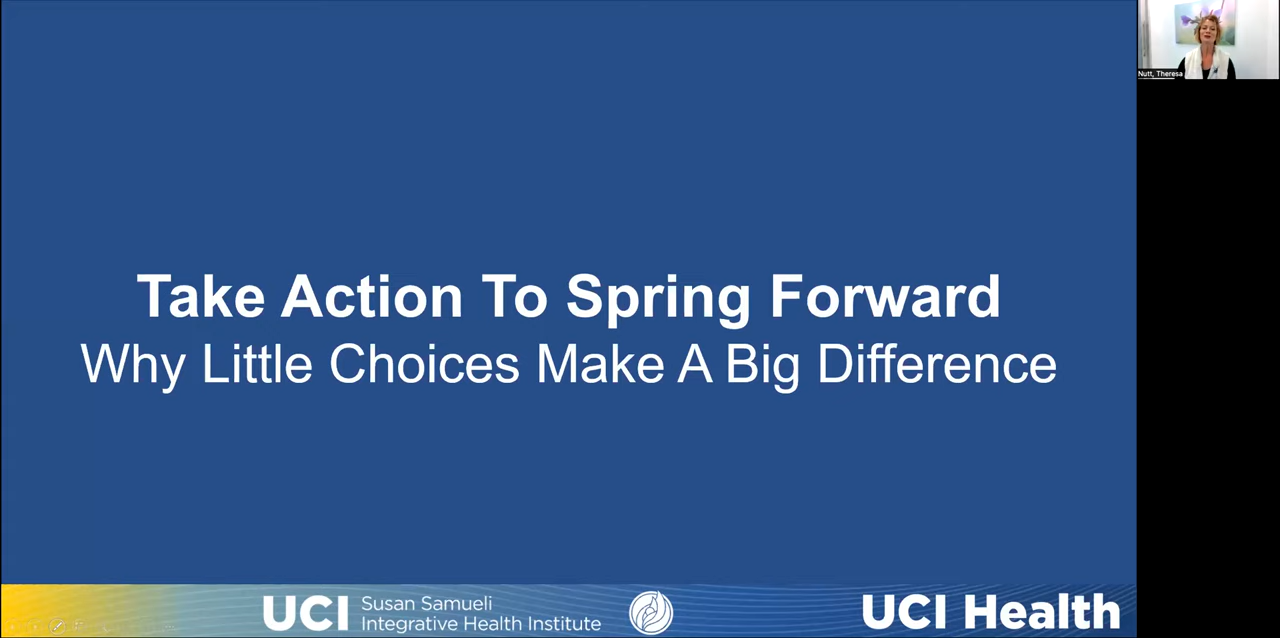 Nutt, Theresa
Take Action To Spring Forward
Why Little Choices Make A Big Difference
UCI Susan Samueli
Integrative Health Institute
UCI Health